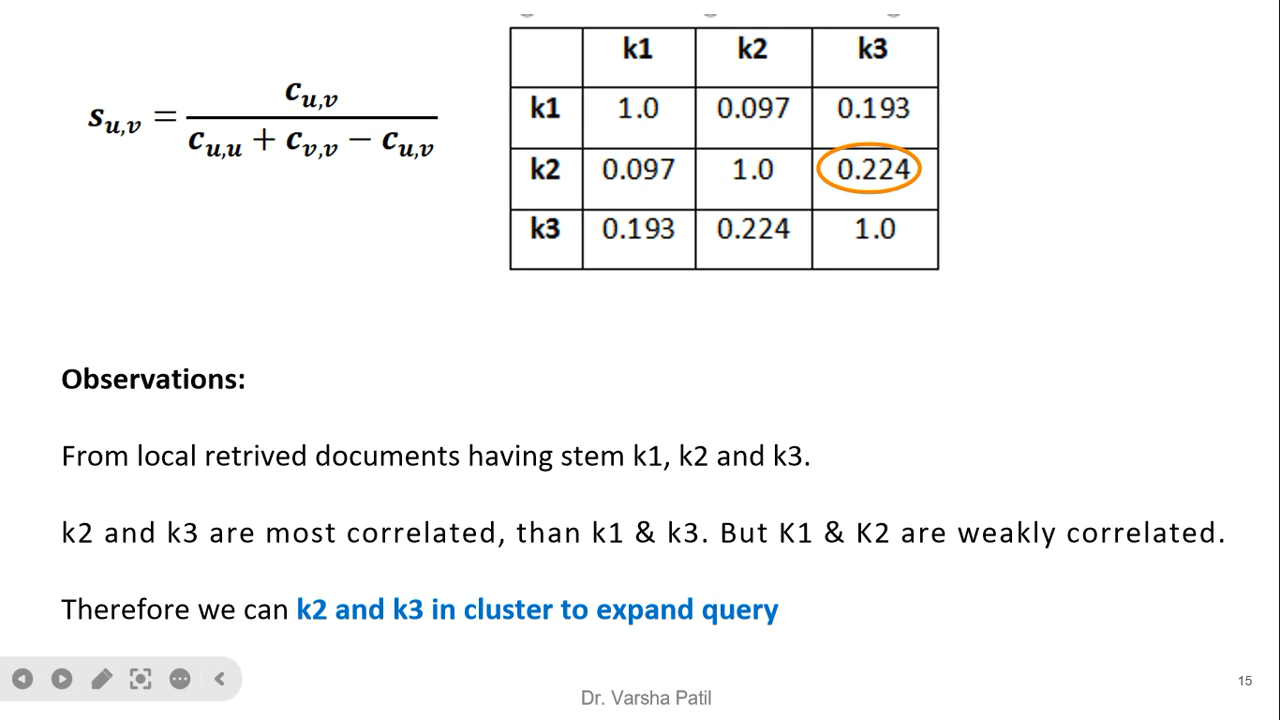 s_{u,v} = \frac{c_{u,v}}{c_{u,u} + c_{v,v} - c_{u,v}}
k1 k2 k3
k1 1.0 0.097 0.193
k2 0.097 1.0 0.224
k3 0.193 0.224 1.0
Observations:
From local retrived documents having stem k1, k2 and k3.
k2 and k3 are most correlated, than k1 & k3. But K1 & K2 are weakly correlated.
Therefore we can k2 and k3 in cluster to expand query
15
Dr. Varsha Patil